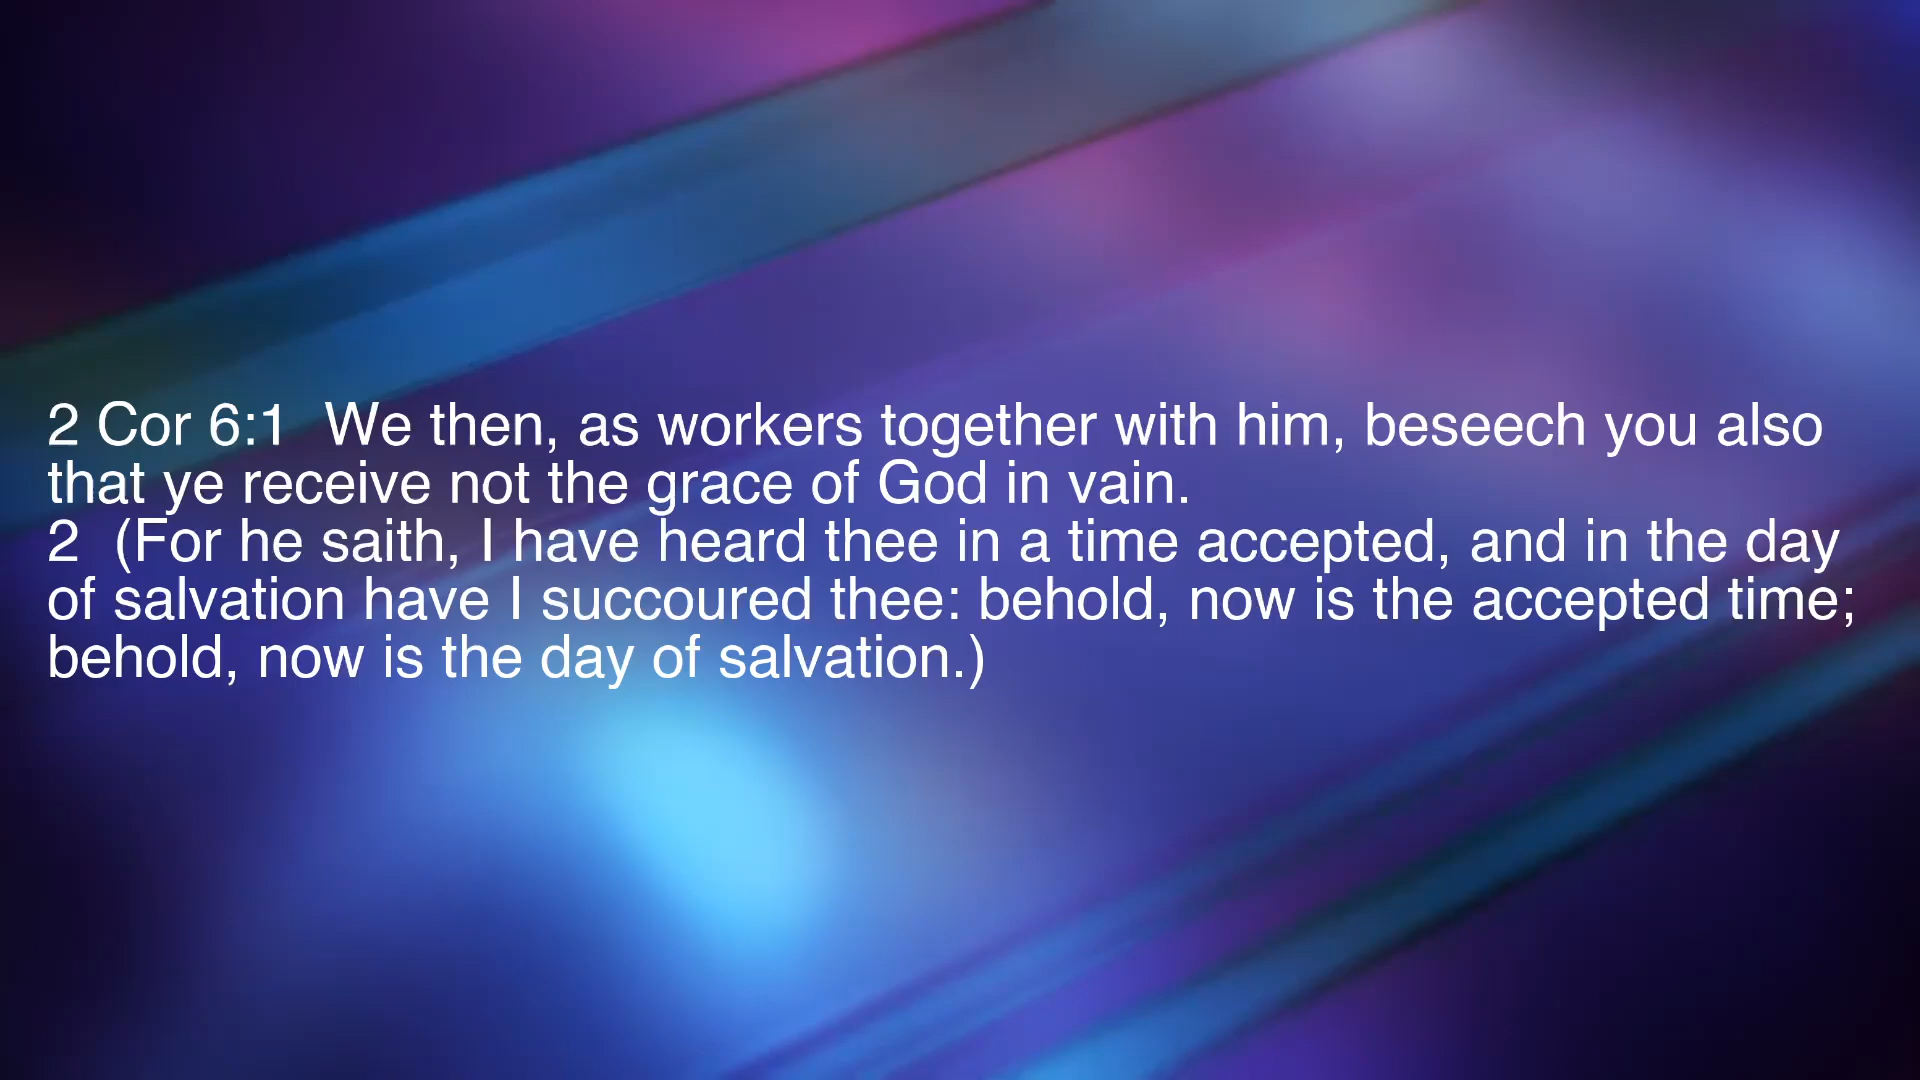 2 Cor 6:1  We then, as workers together with him, beseech you also
that ye receive not the grace of God in vain.
2  (For he saith, I have heard thee in a time accepted, and in the day
of salvation have I succoured thee: behold, now is the accepted time;
behold, now is the day of salvation.)